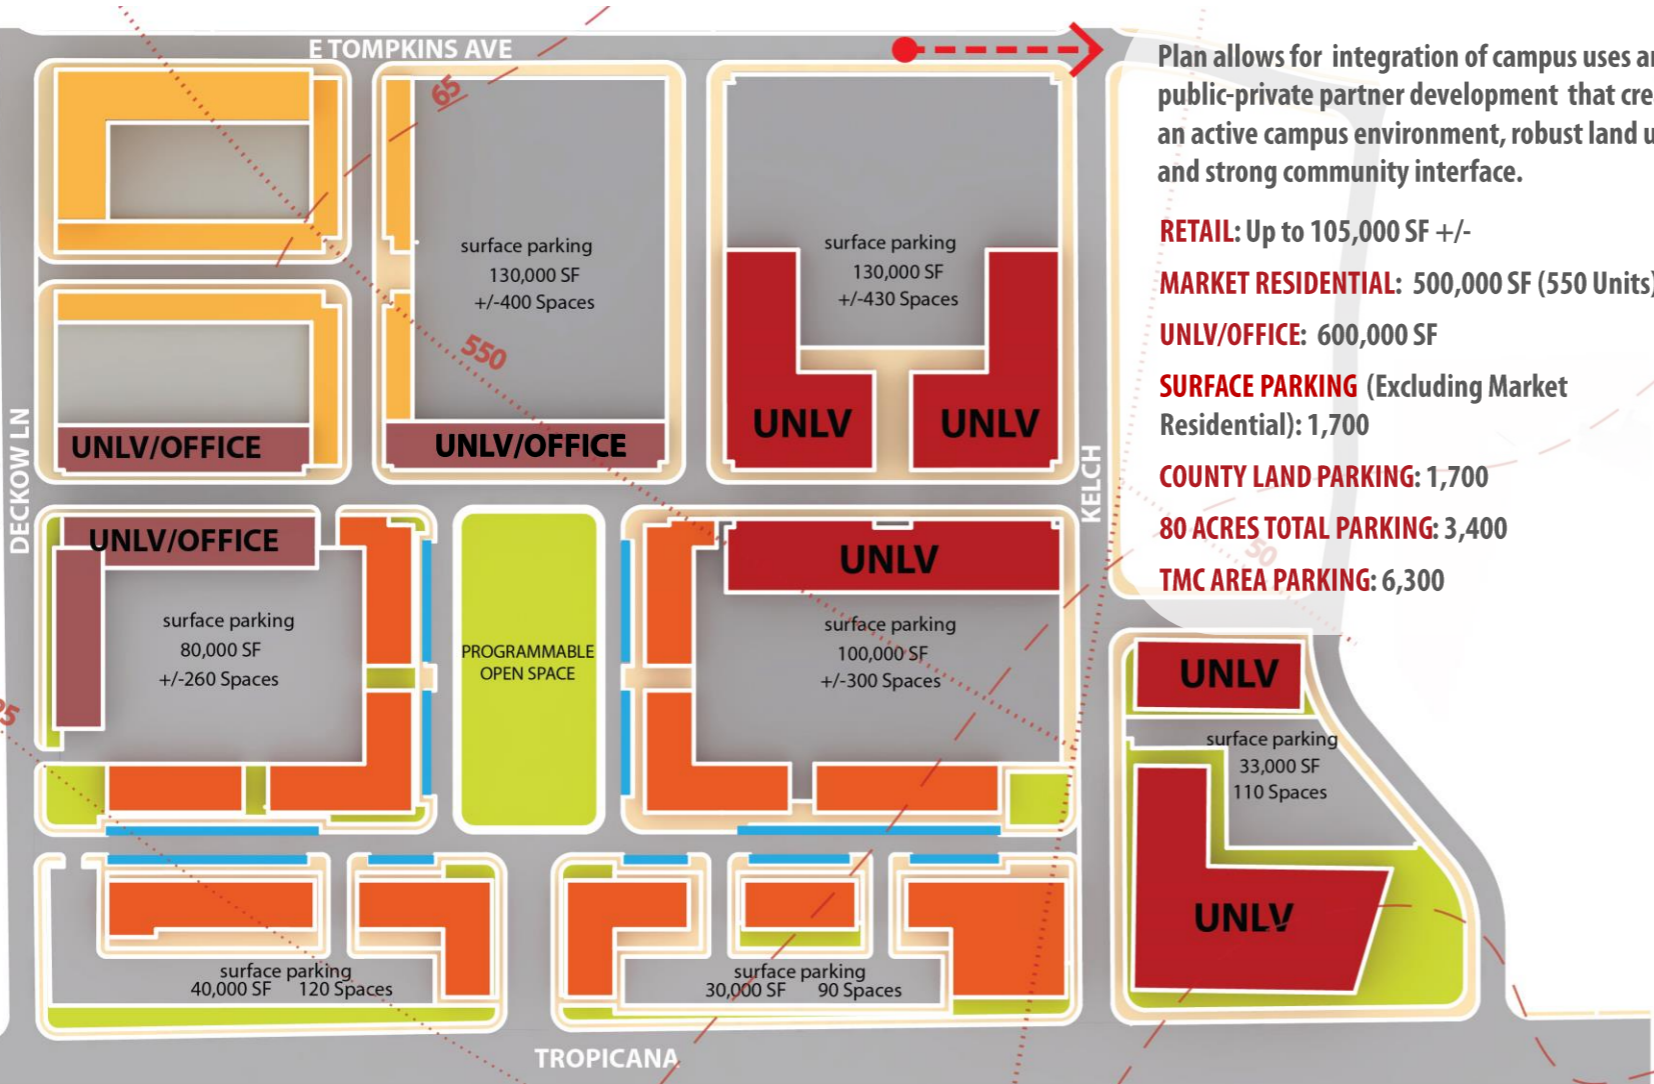 E TOMPKINS AVE
65
surface parking
130,000 SF
+/-400 Spaces
surface parking
130,000 SF
+/-430 Spaces
550
UNLV/OFFICE
UNLV/OFFICE
UNLV
UNLV
DECKOW LN
KELCH
UNLV/OFFICE
UNLV
surface parking
80,000 SF
+/-260 Spaces
PROGRAMMABLE
OPEN SPACE
surface parking
100,000 SF
+/-300 Spaces
UNLV
surface parking
33,000 SF
110 Spaces
UNLV
surface parking
40,000 SF 120 Spaces
surface parking
30,000 SF 90 Spaces
TROPICANA
Plan allows for integration of campus uses
public-private partner development that
an active campus environment, robust land
and strong community interface.
RETAIL: Up to 105,000 SF +/-
MARKET RESIDENTIAL: 500,000 SF (550 Units)
UNLV/OFFICE: 600,000 SF
SURFACE PARKING (Excluding Market
Residential): 1,700
COUNTY LAND PARKING: 1,700
80 ACRES TOTAL PARKING: 3,400
50
TMC AREA PARKING: 6,300